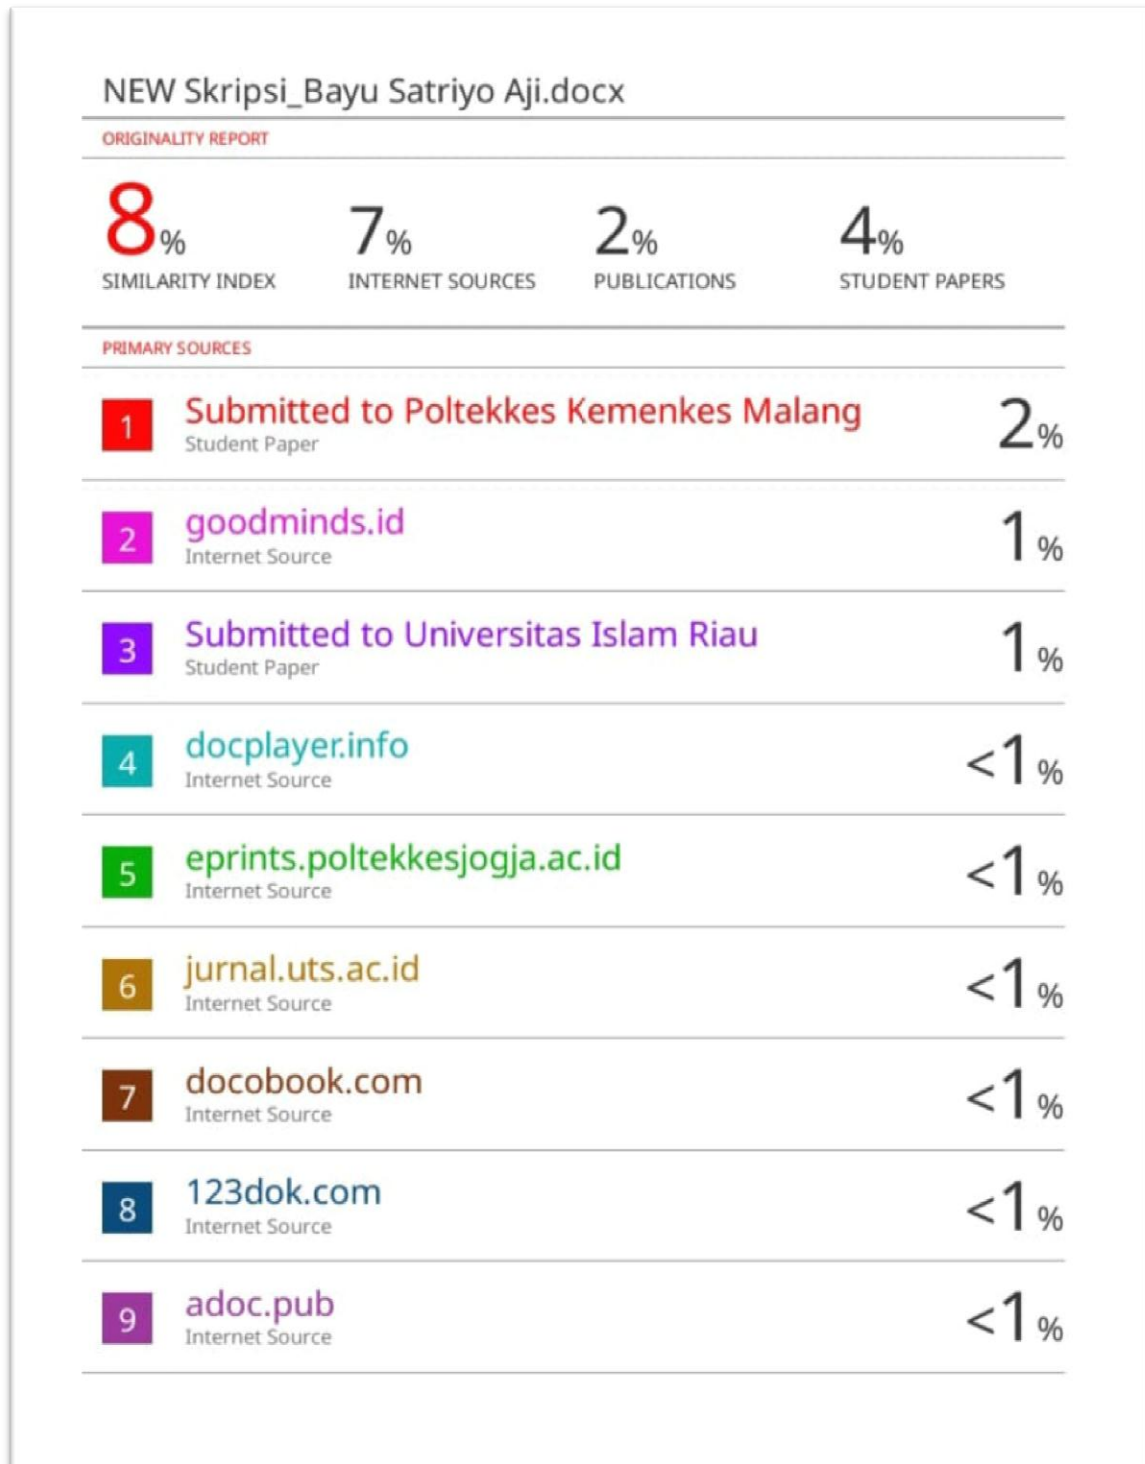 NEW Skripsi_Bayu Satriyo Aji.docx
ORIGINALITY REPORT
8% 7% 2% 4%
SIMILARITY INDEX INTERNET SOURCES PUBLICATIONS STUDENT PAPERS
PRIMARY SOURCES
1 Submitted to Poltekkes Kemenkes Malang 2%
Student Paper
2 goodminds.id 1%
Internet Source
3 Submitted to Universitas Islam Riau 1%
Student Paper
4 docplayer.info <1%
Internet Source
5 eprints.poltekkesjogja.ac.id <1%
Internet Source
6 jurnal.uts.ac.id <1%
Internet Source
7 docobook.com <1%
Internet Source
8 123dok.com <1%
Internet Source
9 adoc.pub <1%
Internet Source